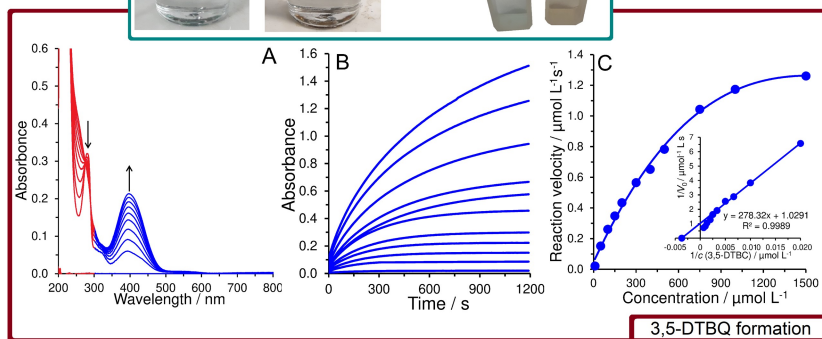 A
Absorbance
0.6
0.5
0.4
0.3
0.2
0.1
0.0
200 300 400 500 600 700 800
Wavelength / nm
B
Absorbance
1.6
1.4
1.2
1.0
0.8
0.6
0.4
0.2
0.0
0 300 600 900 1200
Time / s
C
Reaction velocity / µmol L-1s-1
1.4
1.2
1.0
0.8
0.6
0.4
0.2
0.0
0 300 600 900 1200 1500
Concentration / µmol L-1
1/V0 / µmol-1 L s
7
6
5
4
3
2
1
y = 278.32x + 1.0291
R² = 0.9989
-0.005 0.005 0.010 0.015 0.020
1/c (3,5-DTBC) / µmol L-1
3,5-DTBQ formation